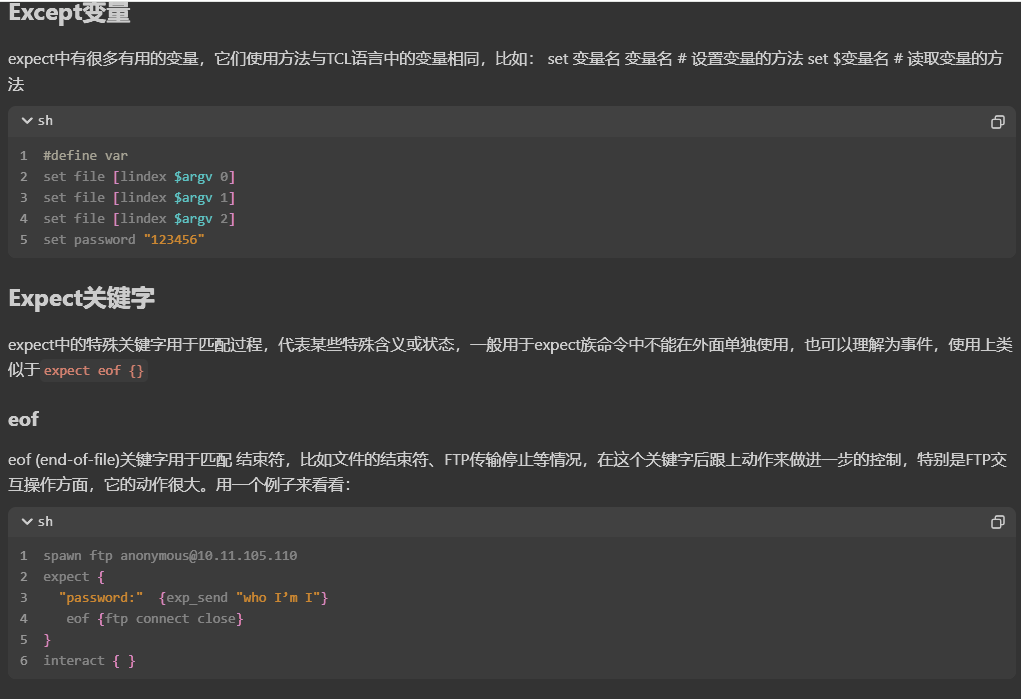 Except变量
expect中有很多有用的变量，它们使用方法与TCL语言中的变量相同，比如： set 变量名 变量名 # 设置变量的方法 set $变量名 # 读取变量的方
法
sh
1 #define var
2 set file [lindex $argv 0]
3 set file [lindex $argv 1]
4 set file [lindex $argv 2]
5 set password "123456"
Expect关键字
expect中的特殊关键字用于匹配过程，代表某些特殊含义或状态，一般用于expect族命令中不能在外面单独使用，也可以理解为事件，使用上类
似于 expect eof {}
eof
eof (end-of-file)关键字用于匹配 结束符，比如文件的结束符、FTP传输停止等情况，在这个关键字后跟上动作来做进一步的控制，特别是FTP交
互操作方面，它的动作很大。用一个例子来看看：
sh
1 spawn ftp anonymous@10.11.105.110
2 expect {
3   "password:"  {exp_send "who I’m I"}
4    eof {ftp connect close}
5 }
6 interact { }